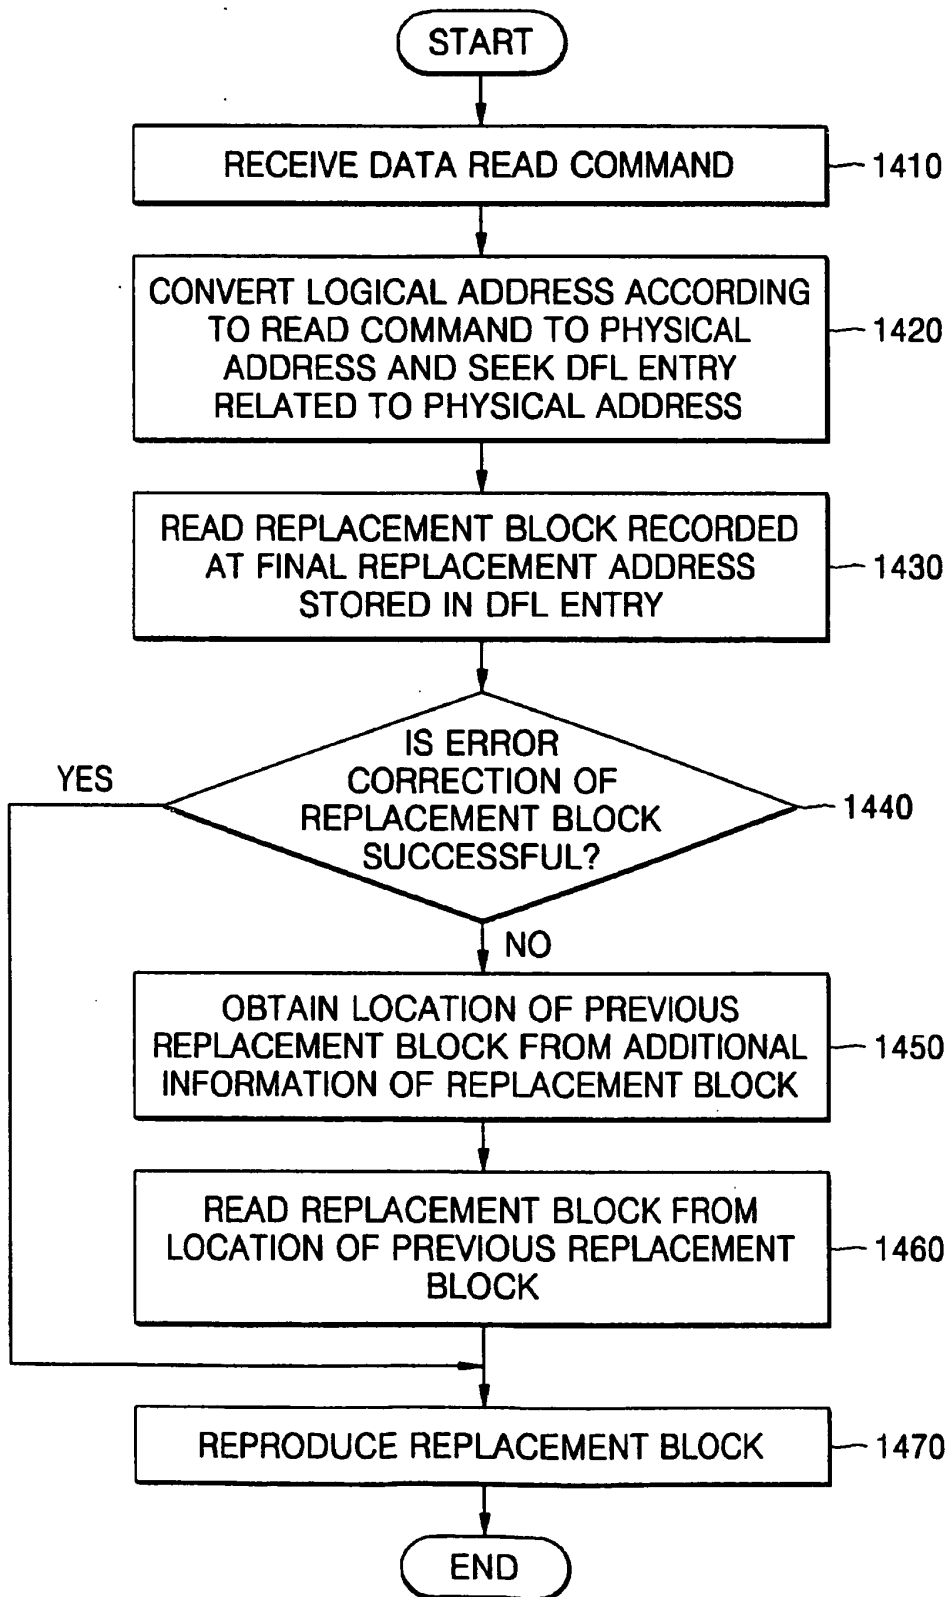 START
RECEIVE DATA READ COMMAND
1410
CONVERT LOGICAL ADDRESS ACCORDING
TO READ COMMAND TO PHYSICAL
ADDRESS AND SEEK DFL ENTRY
RELATED TO PHYSICAL ADDRESS
1420
READ REPLACEMENT BLOCK RECORDED
AT FINAL REPLACEMENT ADDRESS
STORED IN DFL ENTRY
1430
IS ERROR
CORRECTION OF
REPLACEMENT BLOCK
SUCCESSFUL?
1440
YES
NO
OBTAIN LOCATION OF PREVIOUS
REPLACEMENT BLOCK FROM ADDITIONAL
INFORMATION OF REPLACEMENT BLOCK
1450
READ REPLACEMENT BLOCK FROM
LOCATION OF PREVIOUS REPLACEMENT
BLOCK
1460
REPRODUCE REPLACEMENT BLOCK
1470
END